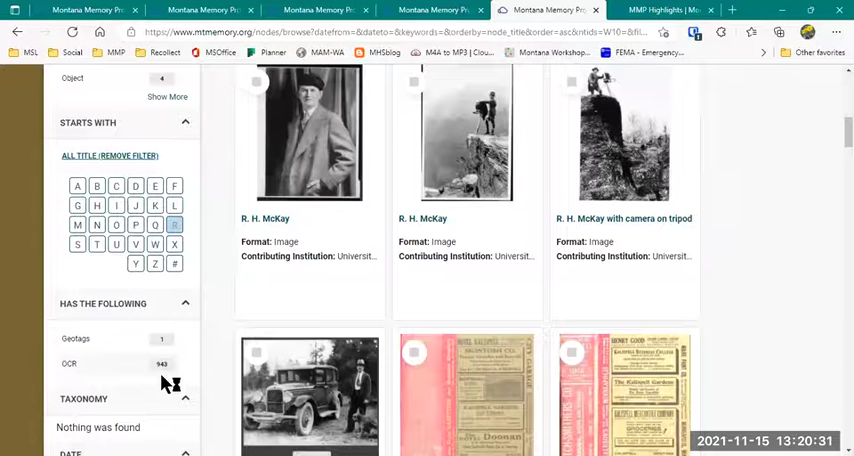 Montana Memory Pro
Montana Memory Pro
Montana Memory Pro
Montana Memory Pro
Montana Memory Proj
MMP Highlights | Mo
https://www.mtmemory.org/nodes/browse?datefrom=&dateto=&keywords=&orderby=node_title&order=asc&ntids=W10=&fil...
MSL
Social
MMP
Recollect
MSOffice
Planner
MAM-WA
MHSblog
M4A to MP3 | Clou...
Montana Workshop...
FEMA - Emergency...
Other favorites
Object 4
Show More
STARTS WITH
ALL TITLE (REMOVE FILTER)
A B C D E F
G H I J K L
M N O P Q R
S T U V W X
Y Z #
HAS THE FOLLOWING
Geotags 1
OCR 943
TAXONOMY
Nothing was found
DATE
R. H. McKay
Format: Image
Contributing Institution: Universit...
R. H. McKay
Format: Image
Contributing Institution: Universit...
R. H. McKay with camera on tripod
Format: Image
Contributing Institution: Universit...
2021-11-15 13:20:31